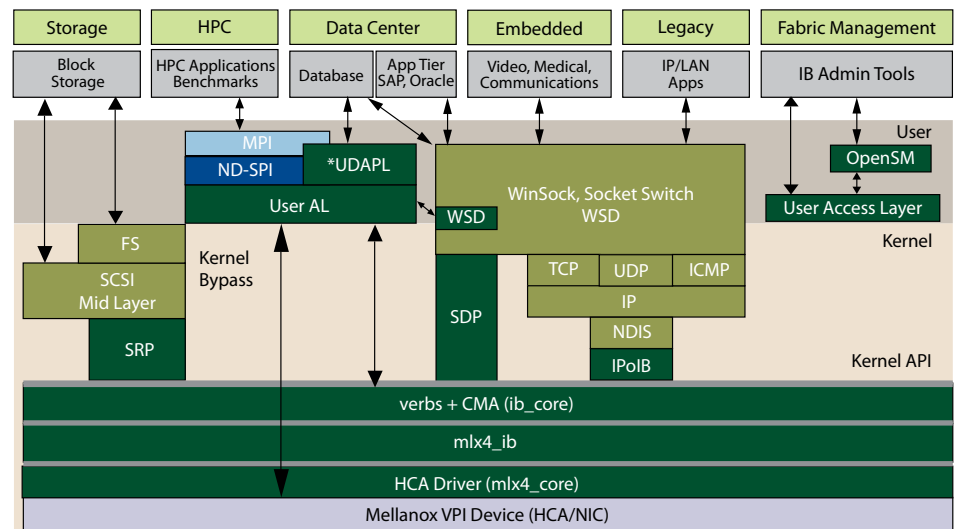 Storage
HPC
Data Center
Embedded
Legacy
Fabric Management
Block
Storage
HPC Applications
Benchmarks
Database
App Tier
SAP, Oracle
Video, Medical,
Communications
IP/LAN
Apps
IB Admin Tools
User
MPI
ND-SPI
*UDAPL
User AL
WinSock, Socket Switch
WSD
WSD
OpenSM
User Access Layer
Kernel
FS
SCSI
Mid Layer
SRP
Kernel
Bypass
SDP
TCP
UDP
ICMP
IP
NDIS
IPoIB
Kernel API
verbs + CMA (ib_core)
mlx4_ib
HCA Driver (mlx4_core)
Mellanox VPI Device (HCA/NIC)